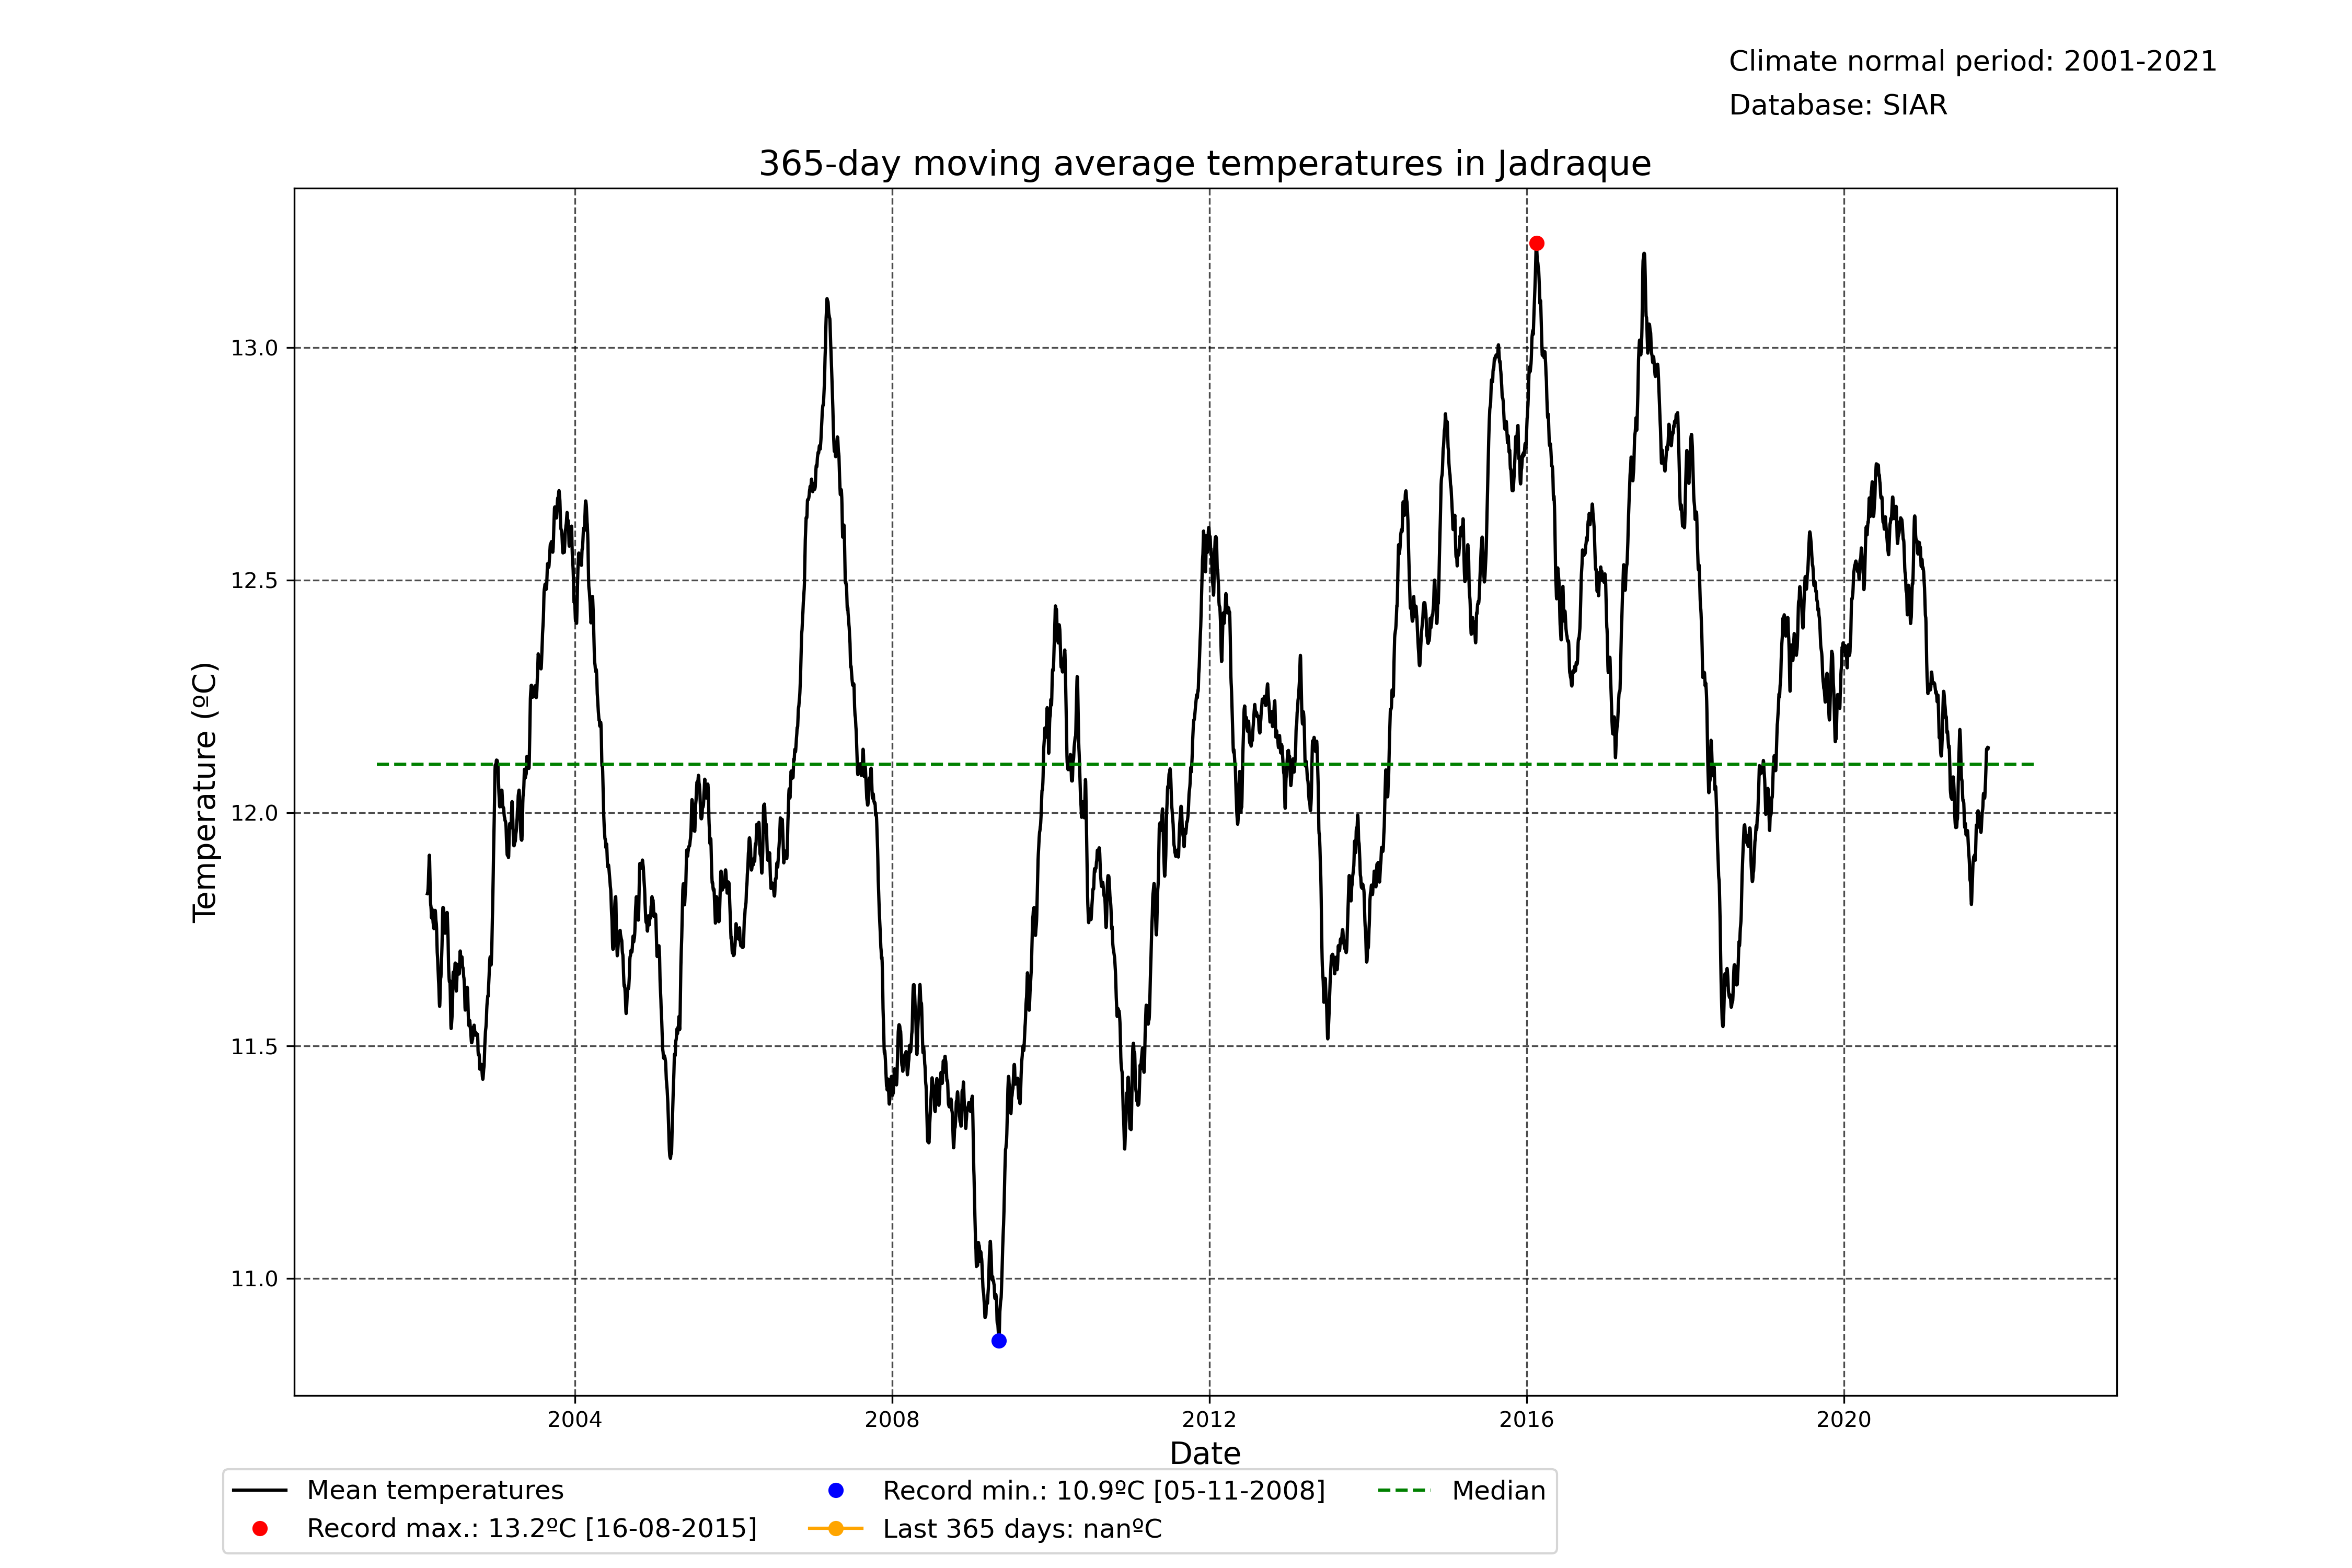 Climate normal period: 2001-2021
Database: SIAR
365-day moving average temperatures in Jadraque
Temperature (ºC)
13.0
12.5
12.0
11.5
11.0
2004
2008
2012
2016
2020
Date
Mean temperatures
Record max.: 13.2ºC [16-08-2015]
Record min.: 10.9ºC [05-11-2008]
Last 365 days: nanºC
Median